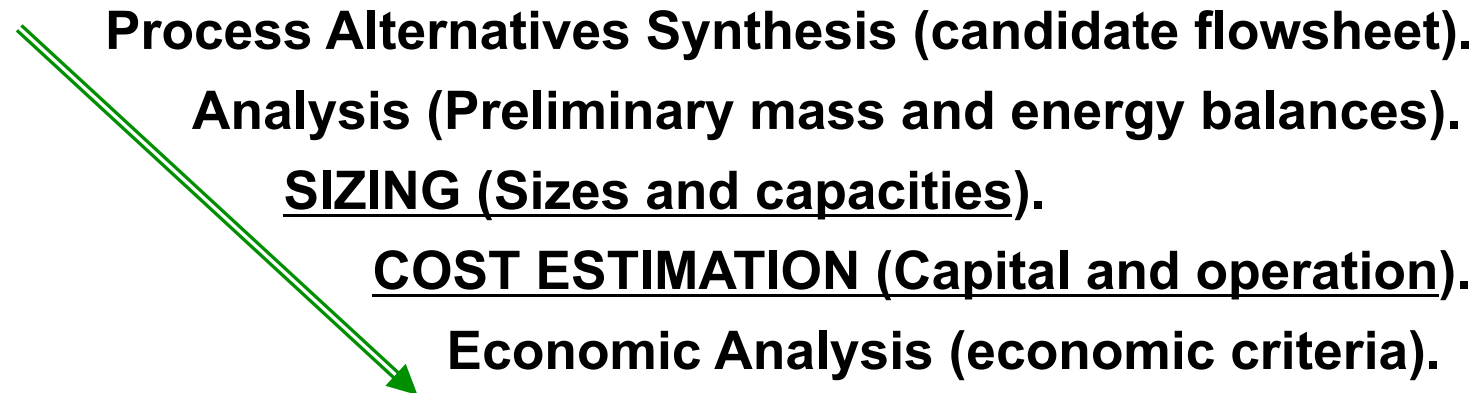 Process Alternatives Synthesis (candidate flowsheet).
Analysis (Preliminary mass and energy balances).
SIZING (Sizes and capacities).
COST ESTIMATION (Capital and operation).
Economic Analysis (economic criteria).